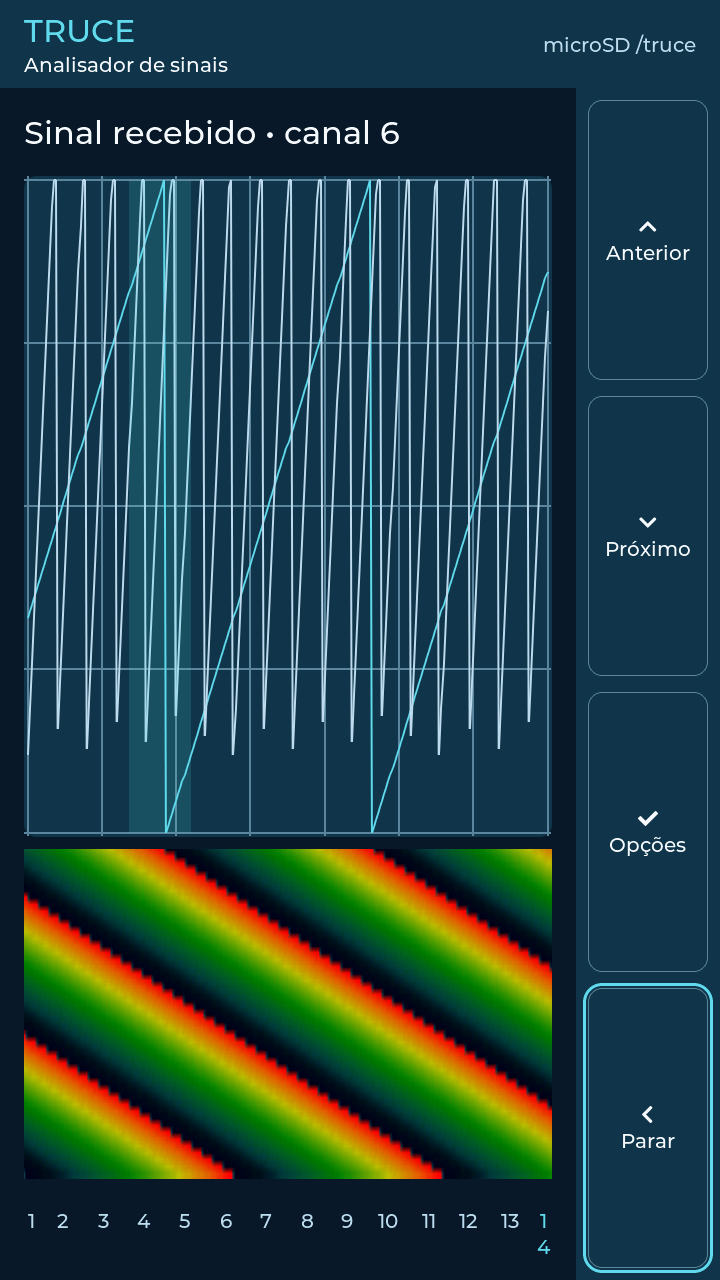 TRUCE
Analisador de sinais
microSD /truce
Sinal recebido • canal 6
Anterior
Próximo
Opções
Parar
1 2 3 4 5 6 7 8 9 10 11 12 13 1
4